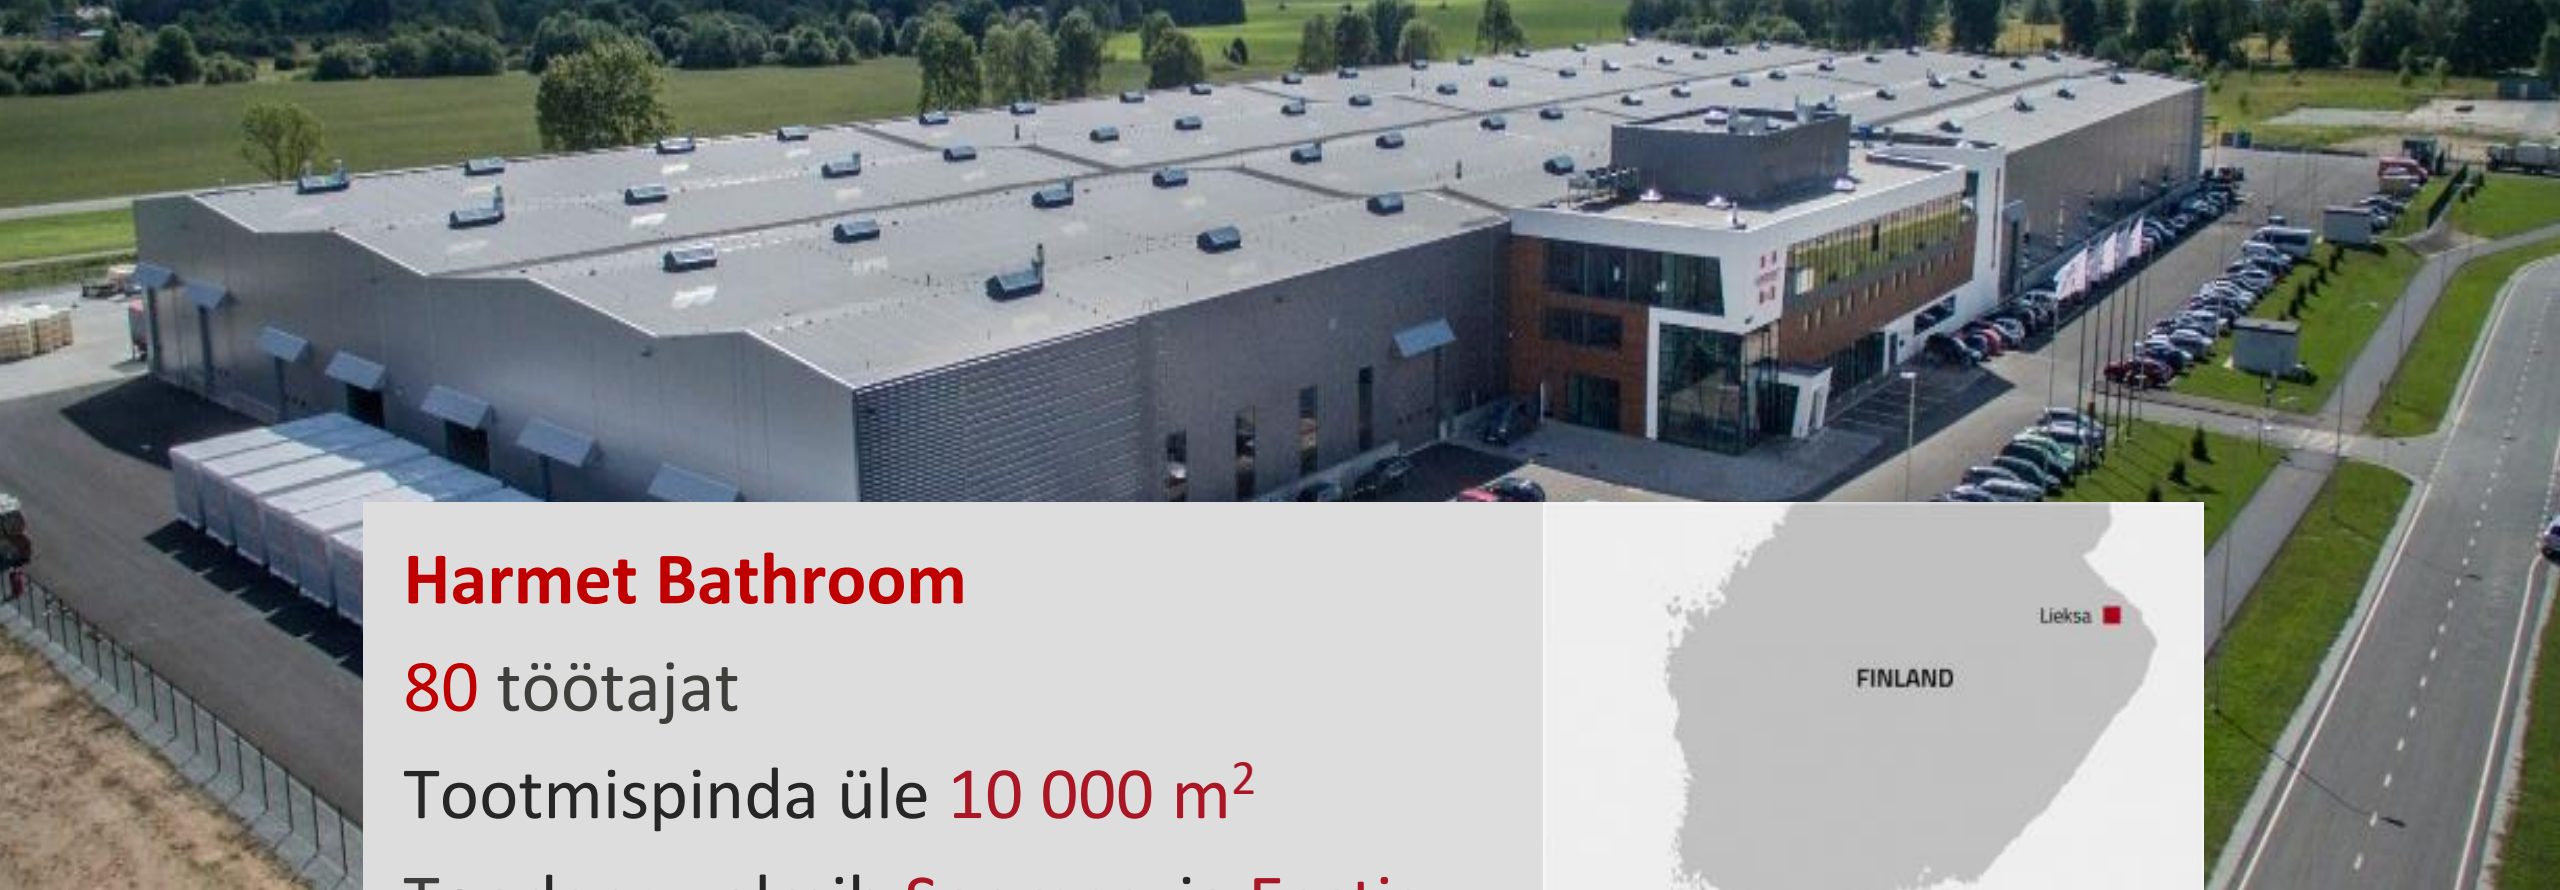 Harmet Bathroom
80 töötajat
Tootmispinda üle 10 000 m²
Lieksa
FINLAND